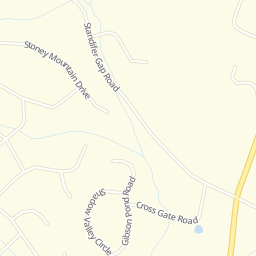 Standifer Gap Road
Stoney Mountain Drive
Gibson Pond Road
Shadow Valley Circle
Cross Gate Road